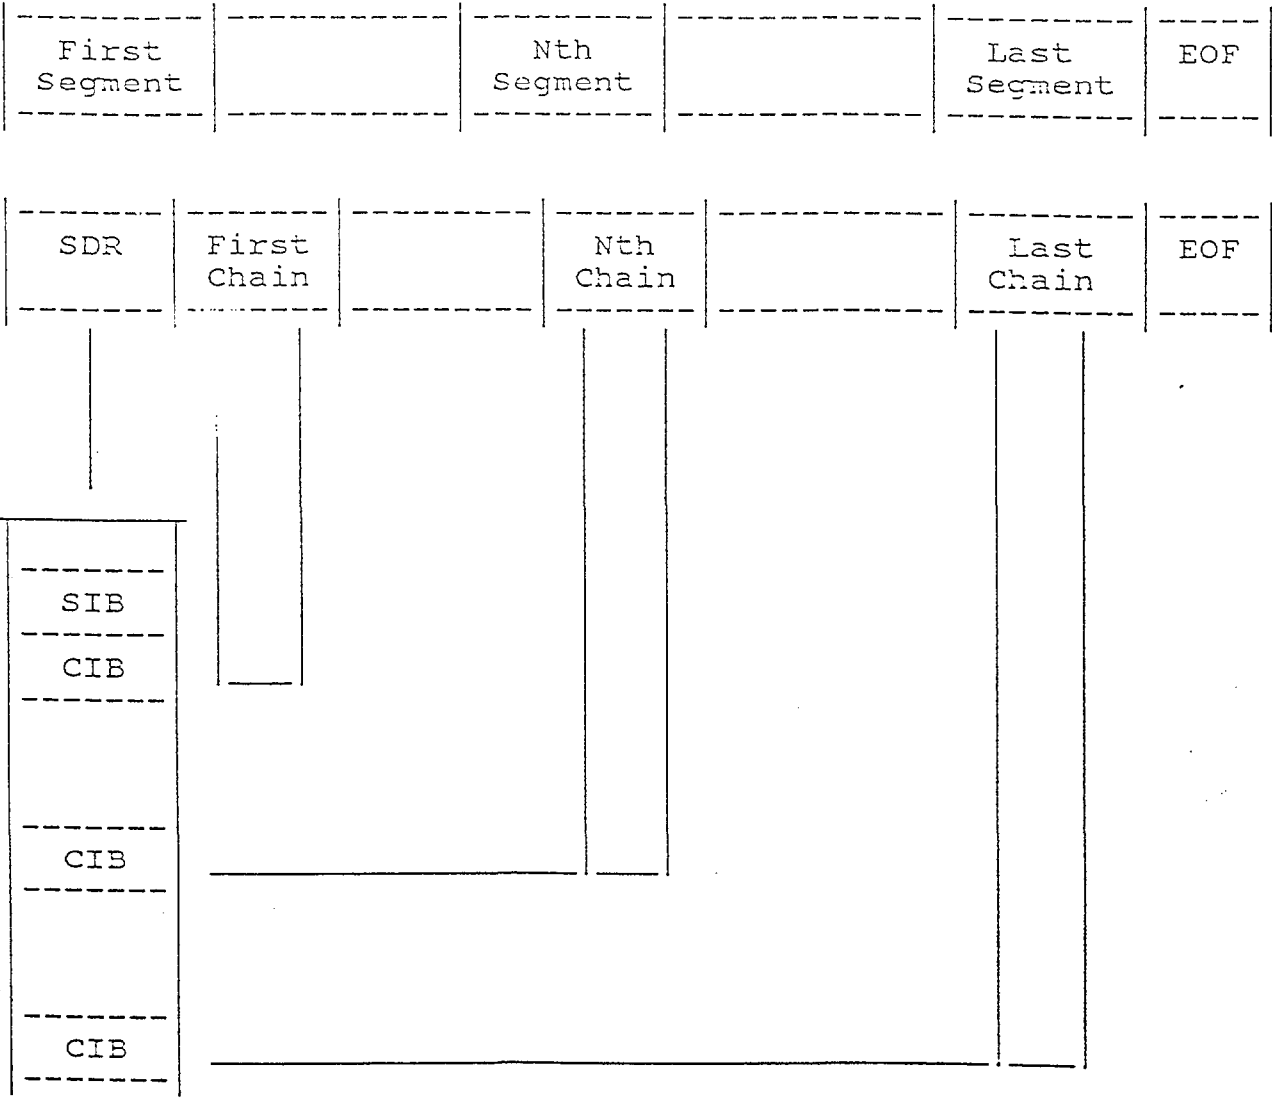 First Nth Last EOF
Segment Segment Segment
SDR First Nth Last EOF
Chain Chain Chain
SIB
CIB
CIB
CIB